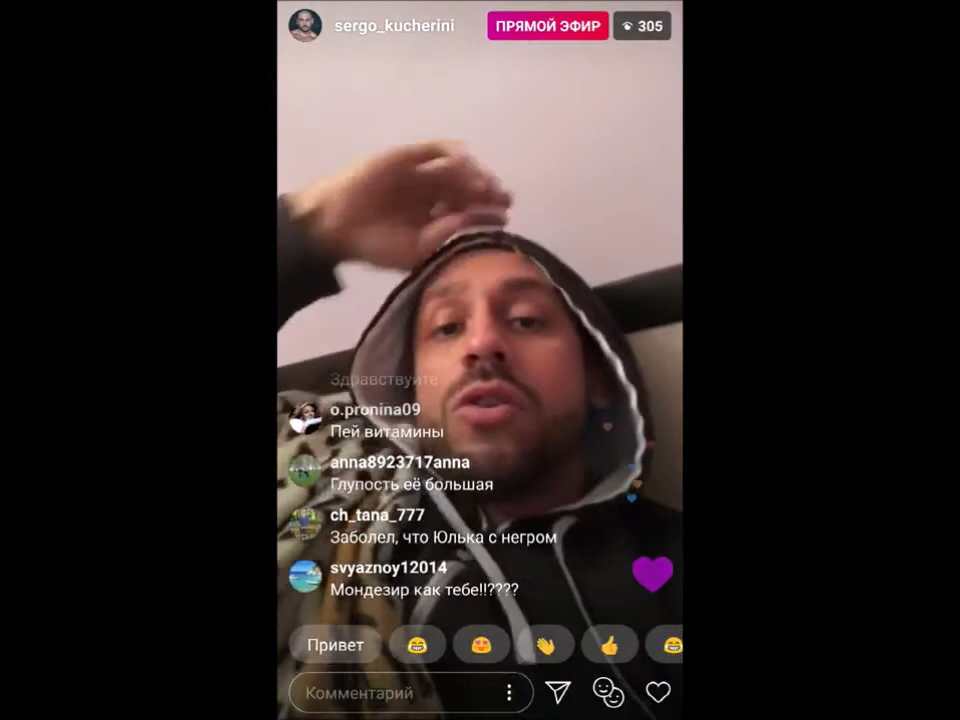 sergo_kucherini
ПРЯМОЙ ЭФИР
305
Здравствуйте
o.pronina09
Пей витамины
anna8923717anna
Глупость её большая
ch_tana_777
Заболел, что Юлька с негром
svyaznoy12014
Мондезир как тебе!!????
Привет
Комментарий